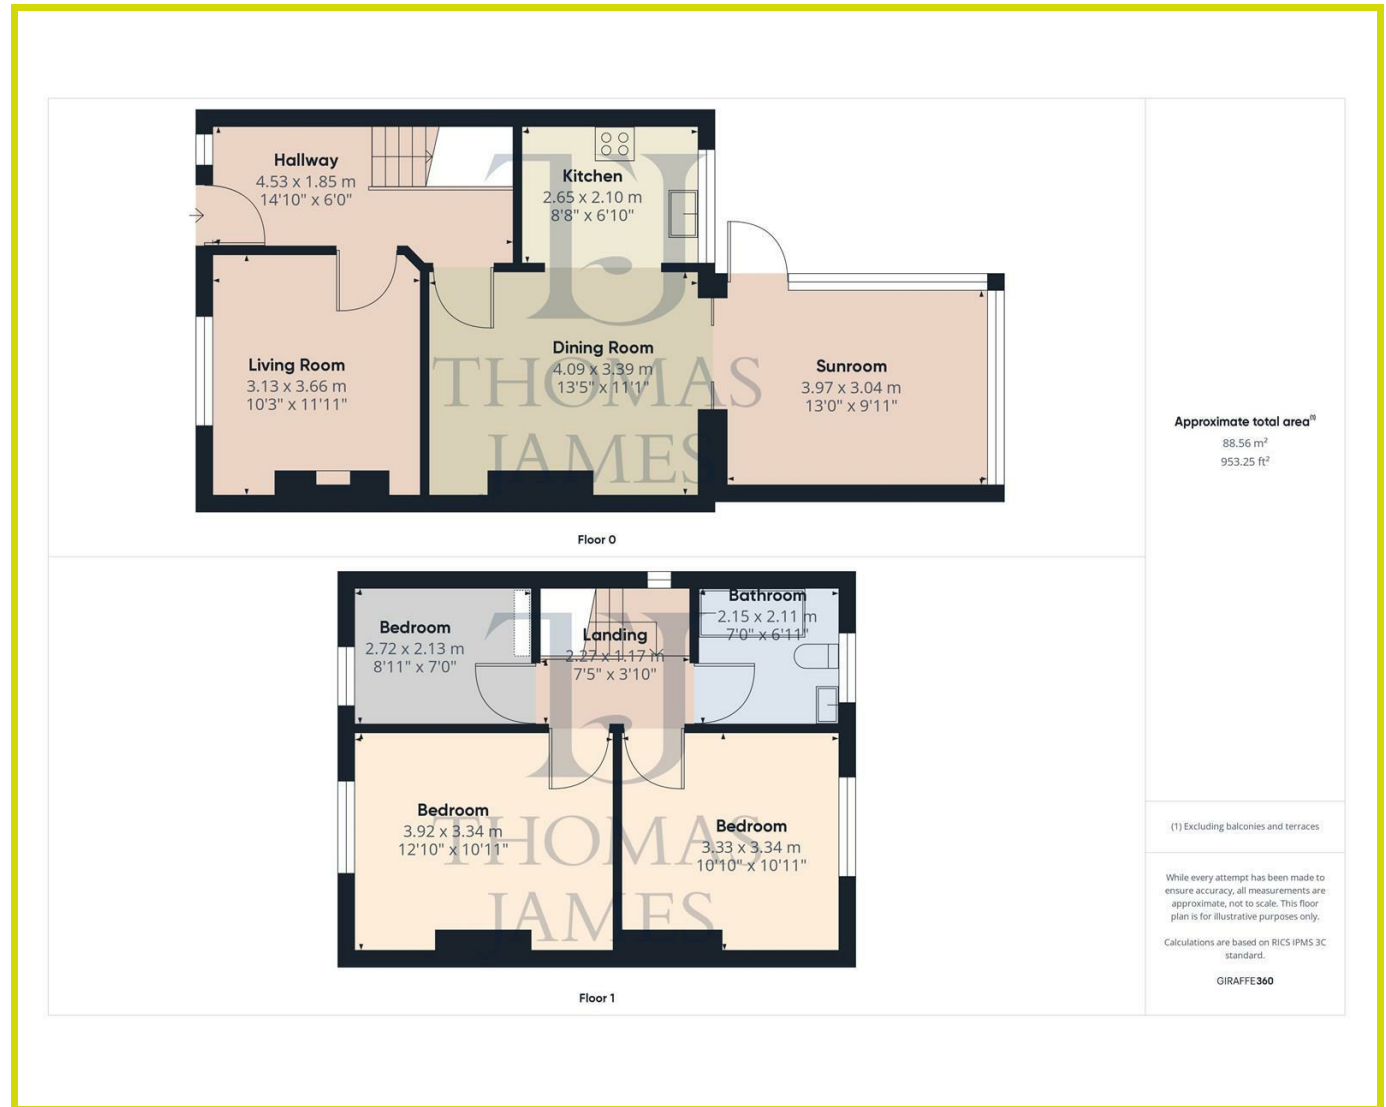 Hallway
4.53 x 1.85 m
14'10" x 6'0"
Kitchen
2.65 x 2.10 m
8'8" x 6'10"
Living Room
3.13 x 3.66 m
10'3" x 11'11"
Dining Room
4.09 x 3.39 m
13'5" x 11'1"
Sunroom
3.97 x 3.04 m
13'0" x 9'11"
TJ
THOMAS
JAMES
Floor 0
Bedroom
2.72 x 2.13 m
8'11" x 7'0"
Landing
2.27 x 1.17 m
7'5" x 3'10"
Bathroom
2.15 x 2.11 m
7'0" x 6'11"
Bedroom
3.92 x 3.34 m
12'10" x 10'11"
Bedroom
3.33 x 3.34 m
10'10" x 10'11"
TJ
THOMAS
JAMES
Floor 1
Approximate total area(1)
88.56 m²
953.25 ft²
(1) Excluding balconies and terraces
While every attempt has been made to
ensure accuracy, all measurements are
approximate, not to scale. This floor
plan is for illustrative purposes only.
Calculations are based on RICS IPMS 3C
standard.
GIRAFFE360